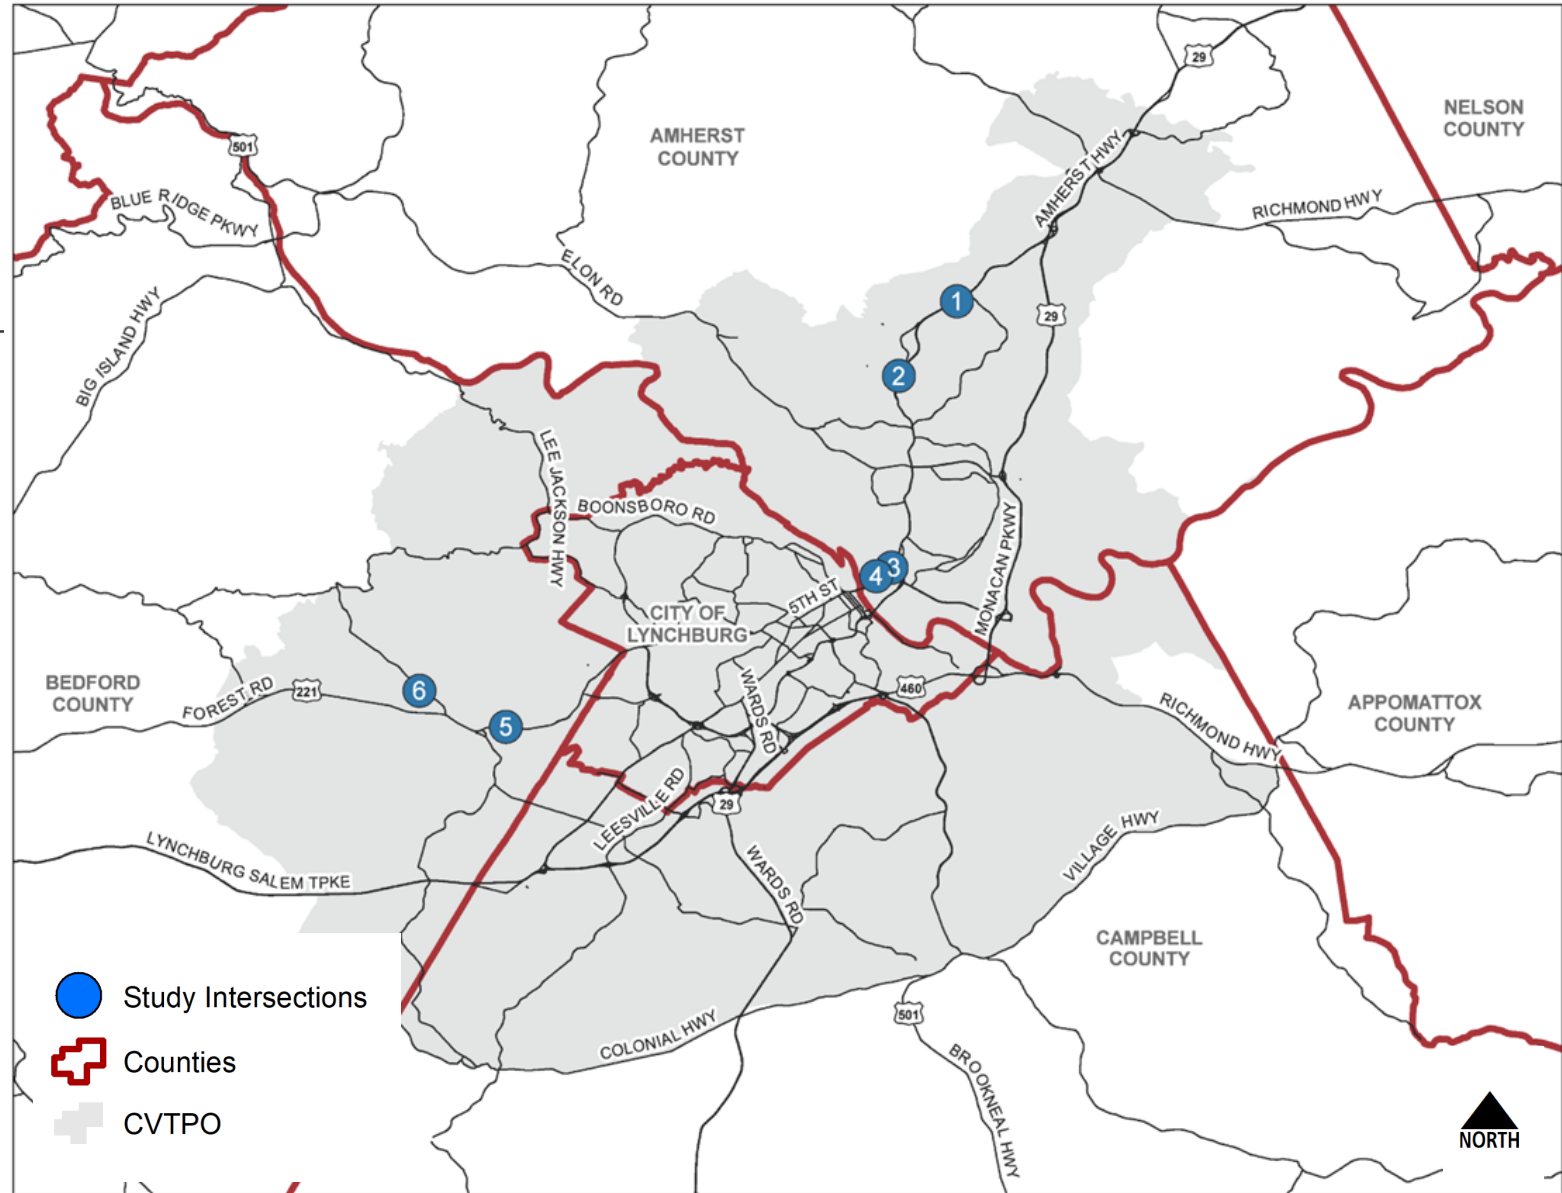 29
NELSON
COUNTY
AMHERST
COUNTY
501
AMHERST HWY
BLUE RIDGE PKWY
RICHMOND HWY
ELON RD
1
29
BIG ISLAND HWY
2
LEE JACKSON HWY
BOONSBORO RD
MONACAN PKWY
3
4
5TH ST
CITY OF
LYNCHBURG
BEDFORD
COUNTY
FOREST RD
221
6
5
WARDS RD
460
RICHMOND HWY
APPOMATTOX
COUNTY
LEESVILLE RD
29
LYNCHBURG SALEM TPKE
WARDS RD
VILLAGE HWY
CAMPBELL
COUNTY
Study Intersections
501
COLONIAL HWY
BROOKNEAL HWY
Counties
CVTPO
NORTH